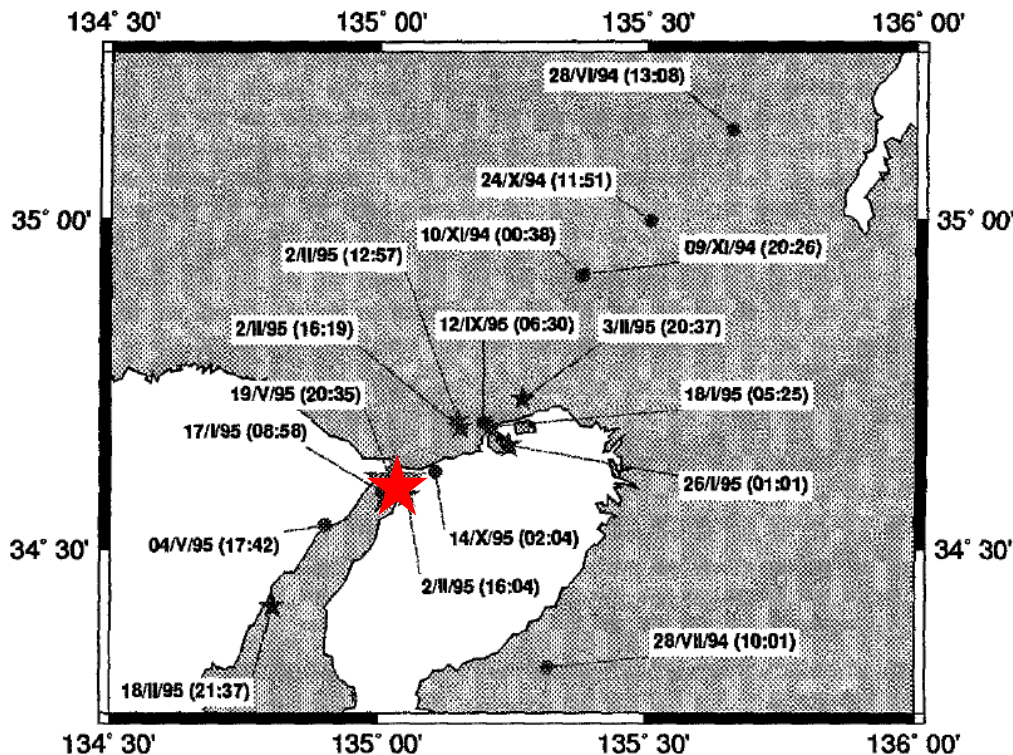 134° 30' 135° 00' 135° 30' 136° 00'
28/VI/94 (13:08)
24/X/94 (11:51)
35° 00' 35° 00'
10/XI/94 (00:38)
09/XI/94 (20:26)
2/II/95 (12:57)
2/II/95 (16:19)
12/IX/95 (06:30)
3/II/95 (20:37)
19/V/95 (20:35)
18/I/95 (05:25)
17/I/95 (08:58)
26/I/95 (01:01)
04/V/95 (17:42)
14/X/95 (02:04)
34° 30' 34° 30'
2/II/95 (16:04)
28/VII/94 (10:01)
18/II/95 (21:37)
134° 30' 135° 00' 135° 30' 136° 00'